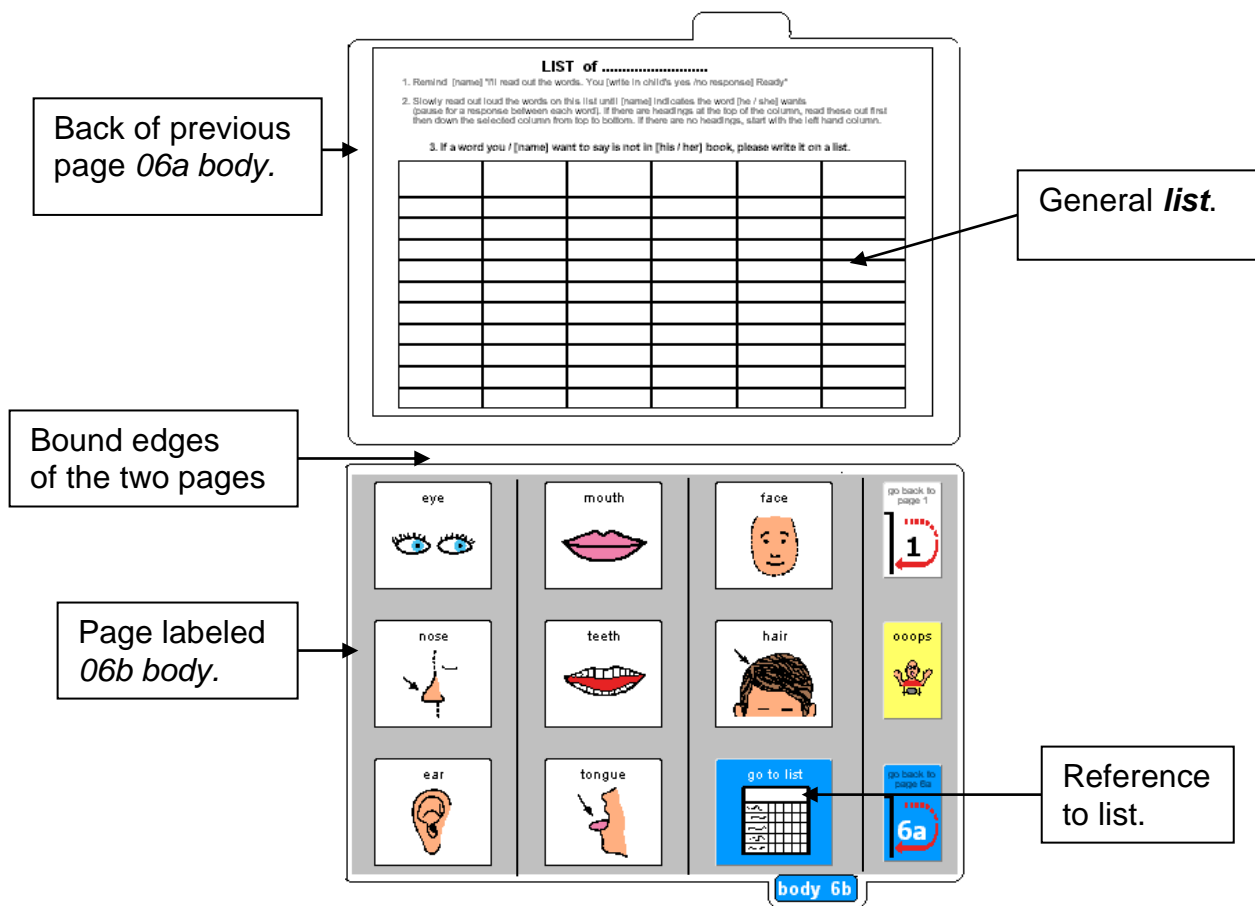 LIST of ..........................
1. Remind [name] "I'll read out the words. You [write in child's yes /no response] Ready"
2. Slowly read out loud the words on this list until [name] indicates the word [he / she] wants
(pause for a response between each word). If there are headings at the top of the column, read these out first
then down the selected column from top to bottom. If there are no headings, start with the left hand column.
3. If a word you / [name] want to say is not in [his / her] book, please write it on a list.
Back of previous
page 06a body.
General list.
Bound edges
of the two pages
eye
mouth
face
go back to
page 1
1
Page labeled
06b body.
nose
teeth
hair
ooops
ear
tongue
go to list
go back to
page 6a
6a
Reference
to list.
body 6b